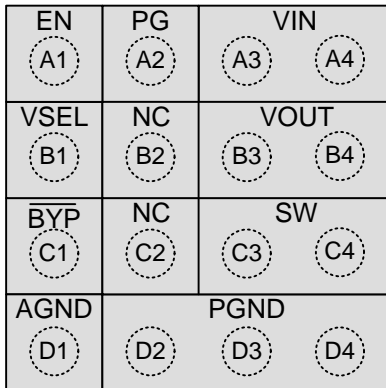 EN PG VIN
A1 A2 A3 A4
VSEL NC VOUT
B1 B2 B3 B4
BYP NC SW
C1 C2 C3 C4
AGND PGND
D1 D2 D3 D4